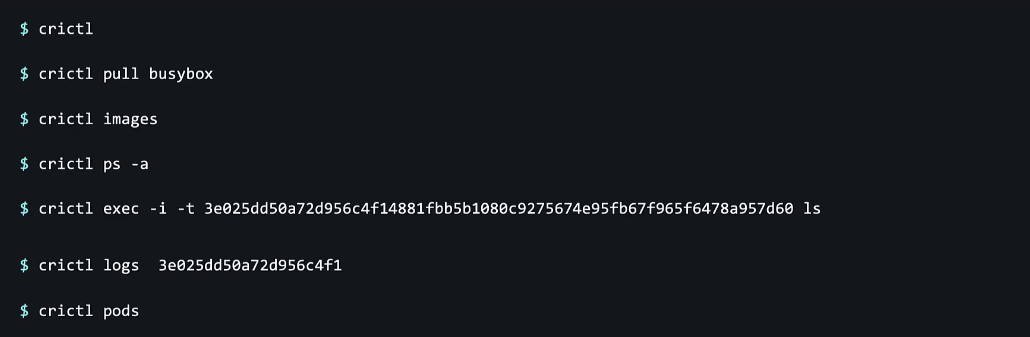 $ crictl
$ crictl pull busybox
$ crictl images
$ crictl ps -a
$ crictl exec -i -t 3e025dd50a72d956c4f14881fbb5b1080c9275674e95fb67f965f6478a957d60 ls
$ crictl logs  3e025dd50a72d956c4f1
$ crictl pods